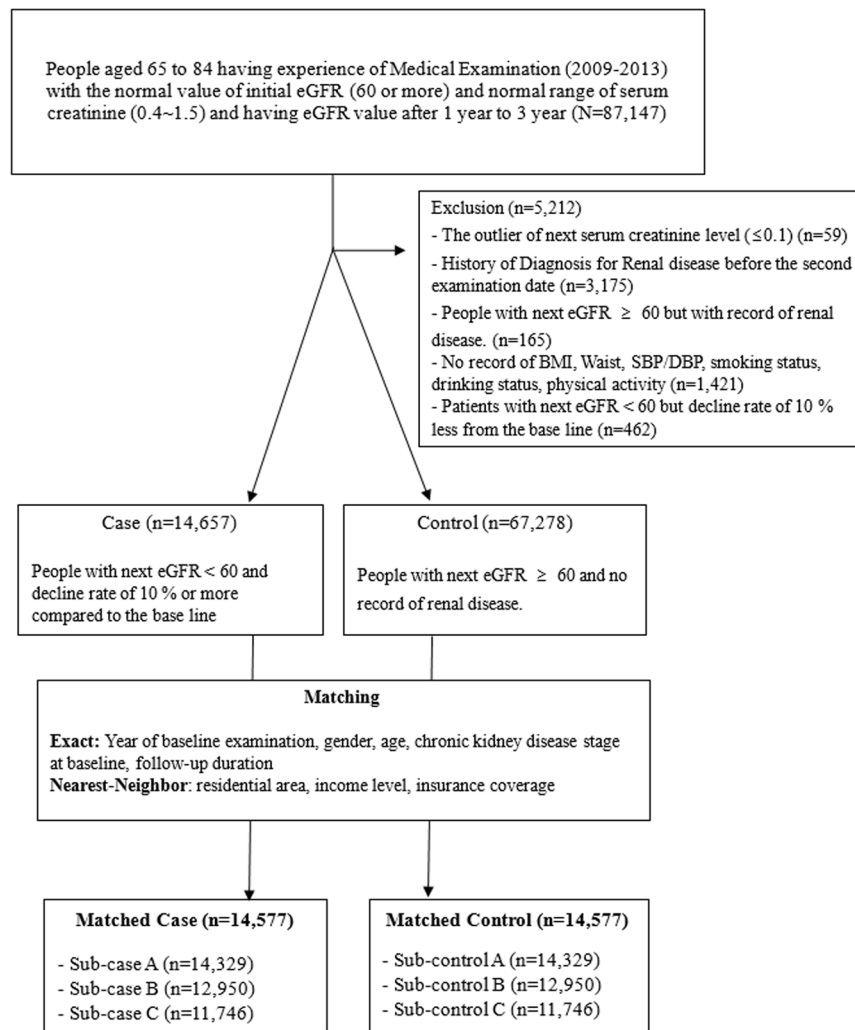 People aged 65 to 84 having experience of Medical Examination (2009-2013)
with the normal value of initial eGFR (60 or more) and normal range of serum
creatinine (0.4~1.5) and having eGFR value after 1 year to 3 year (N=87,147)
Exclusion (n=5,212)
- The outlier of next serum creatinine level (≤0.1) (n=59)
- History of Diagnosis for Renal disease before the second
examination date (n=3,175)
- People with next eGFR ≥ 60 but with record of renal
disease. (n=165)
- No record of BMI, Waist, SBP/DBP, smoking status,
drinking status, physical activity (n=1,421)
- Patients with next eGFR < 60 but decline rate of 10 %
less from the base line (n=462)
Case (n=14,657)
People with next eGFR < 60 and
decline rate of 10 % or more
compared to the base line
Control (n=67,278)
People with next eGFR ≥ 60 and no
record of renal disease.
Matching
Exact: Year of baseline examination, gender, age, chronic kidney disease stage
at baseline, follow-up duration
Nearest-Neighbor: residential area, income level, insurance coverage
Matched Case (n=14,577)
- Sub-case A (n=14,329)
- Sub-case B (n=12,950)
- Sub-case C (n=11,746)
Matched Control (n=14,577)
- Sub-control A (n=14,329)
- Sub-control B (n=12,950)
- Sub-control C (n=11,746)